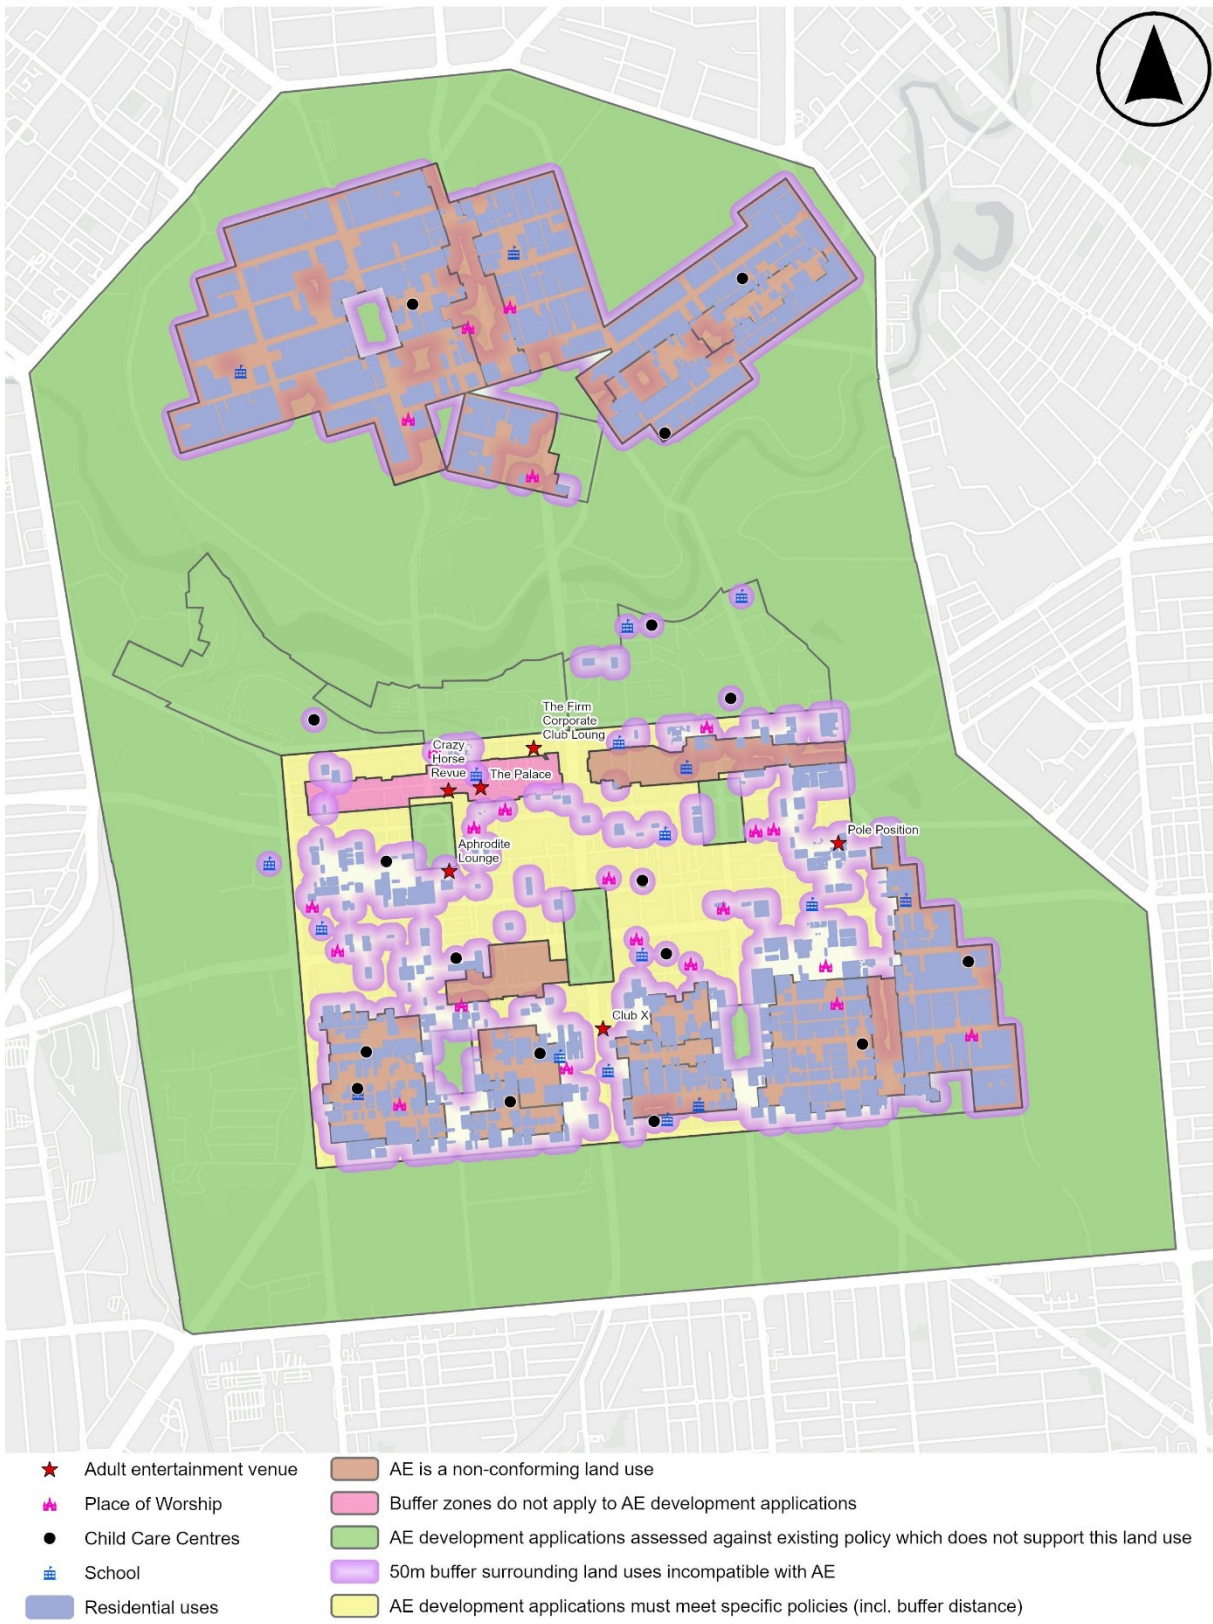 The Firm
Corporate
Club Loung
Crazy
Horse
Revue
The Palace
Pole Position
Aphrodite
Lounge
Club X
Adult entertainment venue
AE is a non-conforming land use
Place of Worship
Buffer zones do not apply to AE development applications
Child Care Centres
AE development applications assessed against existing policy which does not support this land use
School
50m buffer surrounding land uses incompatible with AE
Residential uses
AE development applications must meet specific policies (incl. buffer distance)